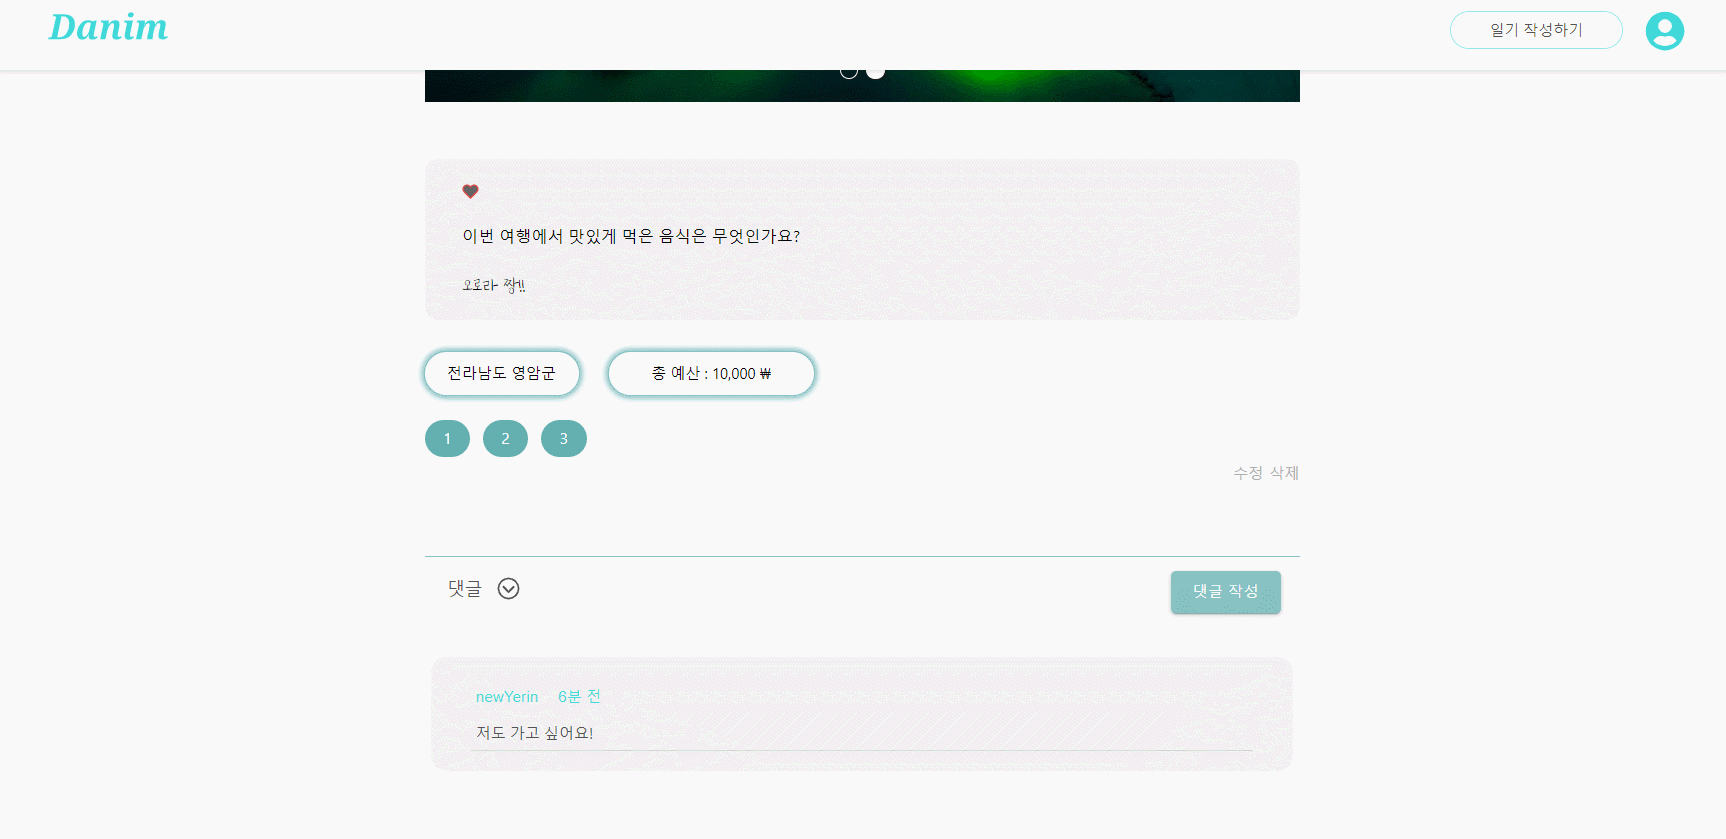 Danim
일기 작성하기
이번 여행에서 맛있게 먹은 음식은 무엇인가요?
오로라 짱!!
전라남도 영암군
총 예산 : 10,000 ₩
1 2 3
수정 삭제
댓글
댓글 작성
newYerin 6분 전
저도 가고 싶어요!